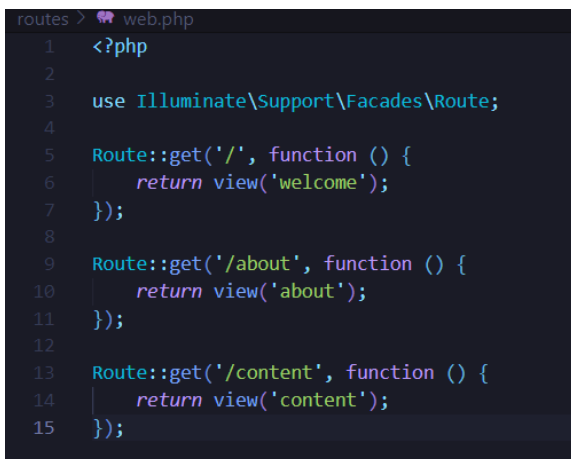 routes > web.php
1 <?php
2
3 use Illuminate\Support\Facades\Route;
4
5 Route::get('/', function () {
6     return view('welcome');
7 });
8
9 Route::get('/about', function () {
10     return view('about');
11 });
12
13 Route::get('/content', function () {
14     return view('content');
15 });